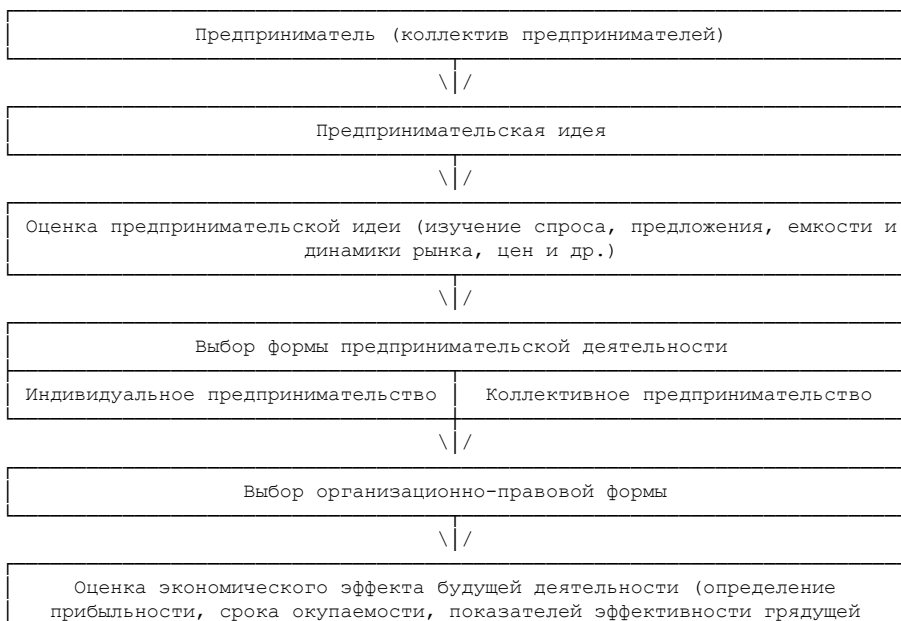 Предприниматель (коллектив предпринимателей)
Предпринимательская идея
Оценка предпринимательской идеи (изучение спроса, предложения, емкости и
динамики рынка, цен и др.)
Выбор формы предпринимательской деятельности
Индивидуальное предпринимательство Коллективное предпринимательство
Выбор организационно-правовой формы
Оценка экономического эффекта будущей деятельности (определение
прибыльности, срока окупаемости, показателей эффективности грядущей